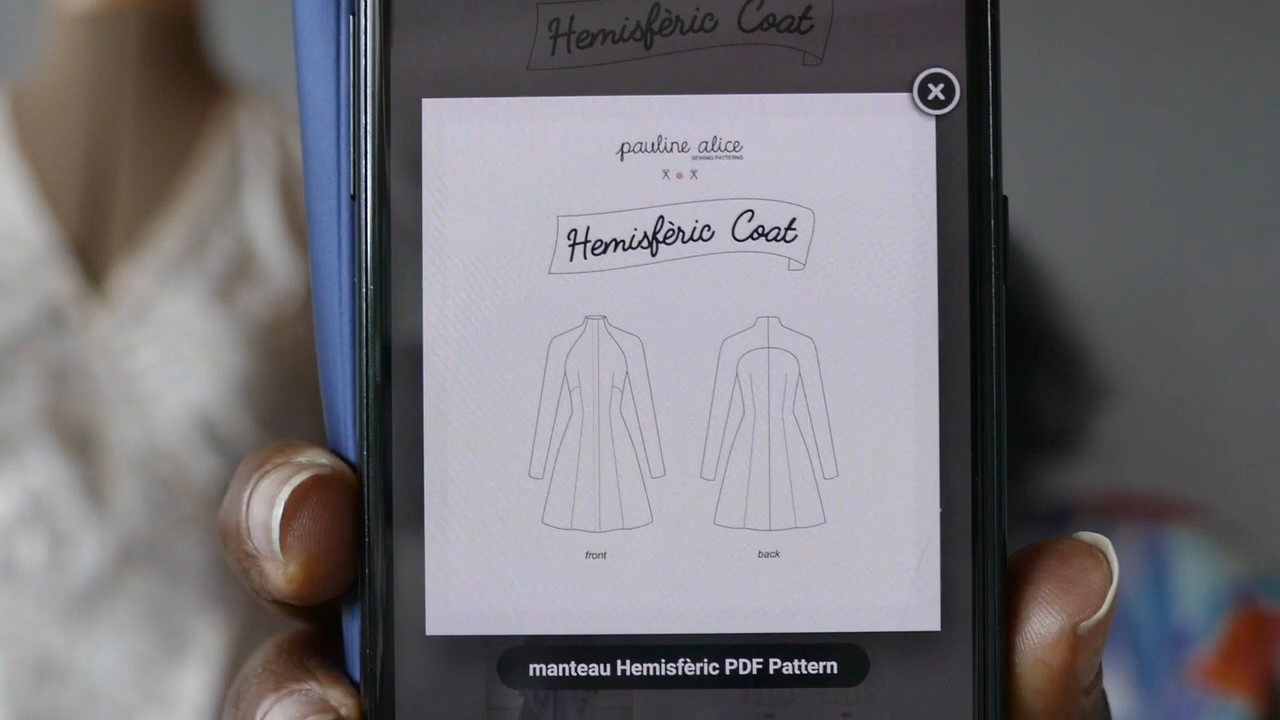 Hemisfèric Coat
pauline alice
SEWING PATTERNS
Hemisfèric Coat
front
back
manteau Hemisfèric PDF Pattern